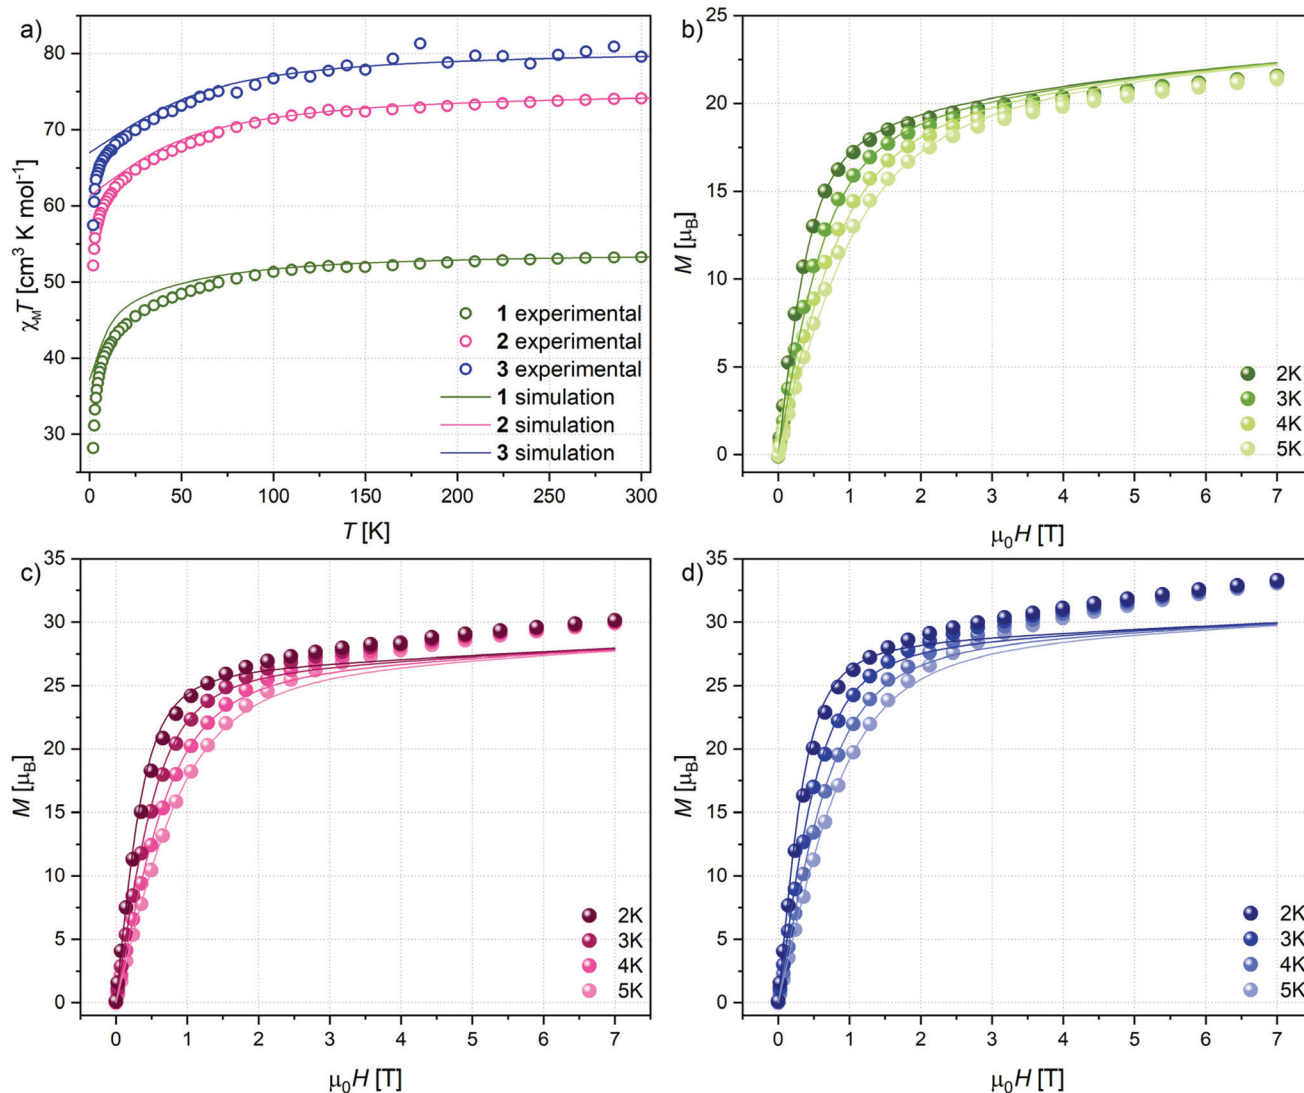 a)
80
70
60
50
40
30
χMT [cm³ K mol⁻¹]
1 experimental
2 experimental
3 experimental
1 simulation
2 simulation
3 simulation
0 50 100 150 200 250 300
T [K]
b)
25
20
15
10
5
0
M [μB]
2K
3K
4K
5K
0 1 2 3 4 5 6 7
μ₀H [T]
c)
35
30
25
20
15
10
5
0
M [μB]
2K
3K
4K
5K
0 1 2 3 4 5 6 7
μ₀H [T]
d)
35
30
25
20
15
10
5
0
M [μB]
2K
3K
4K
5K
0 1 2 3 4 5 6 7
μ₀H [T]